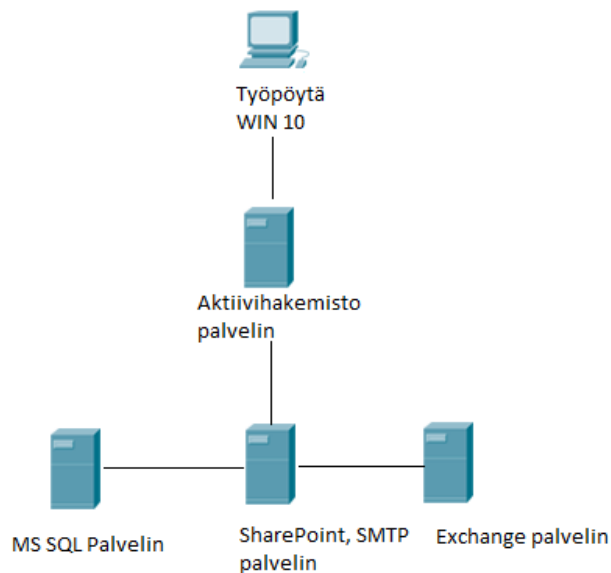 Työpöytä
WIN 10
Aktiivihakemisto
palvelin
MS SQL Palvelin
SharePoint, SMTP
palvelin
Exchange palvelin